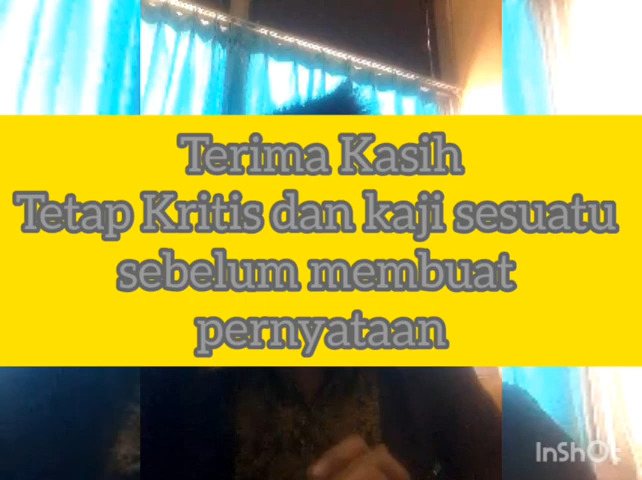 Terima Kasih
Tetap Kritis dan kaji sesuatu
sebelum membuat
pernyataan
InShOt